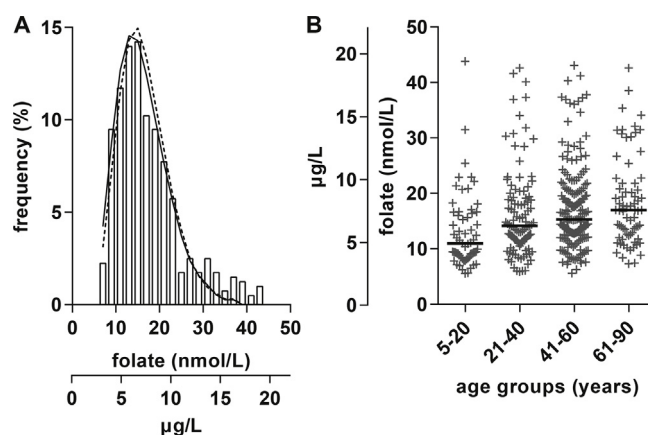 A
frequency (%)
15
10
5
0
0 10 20 30 40 50
folate (nmol/L)
0 5 10 15 20
µg/L
B
µg/L
20
15
10
5
0
folate (nmol/L)
50
40
30
20
10
0
5-20 21-40 41-60 61-90
age groups (years)